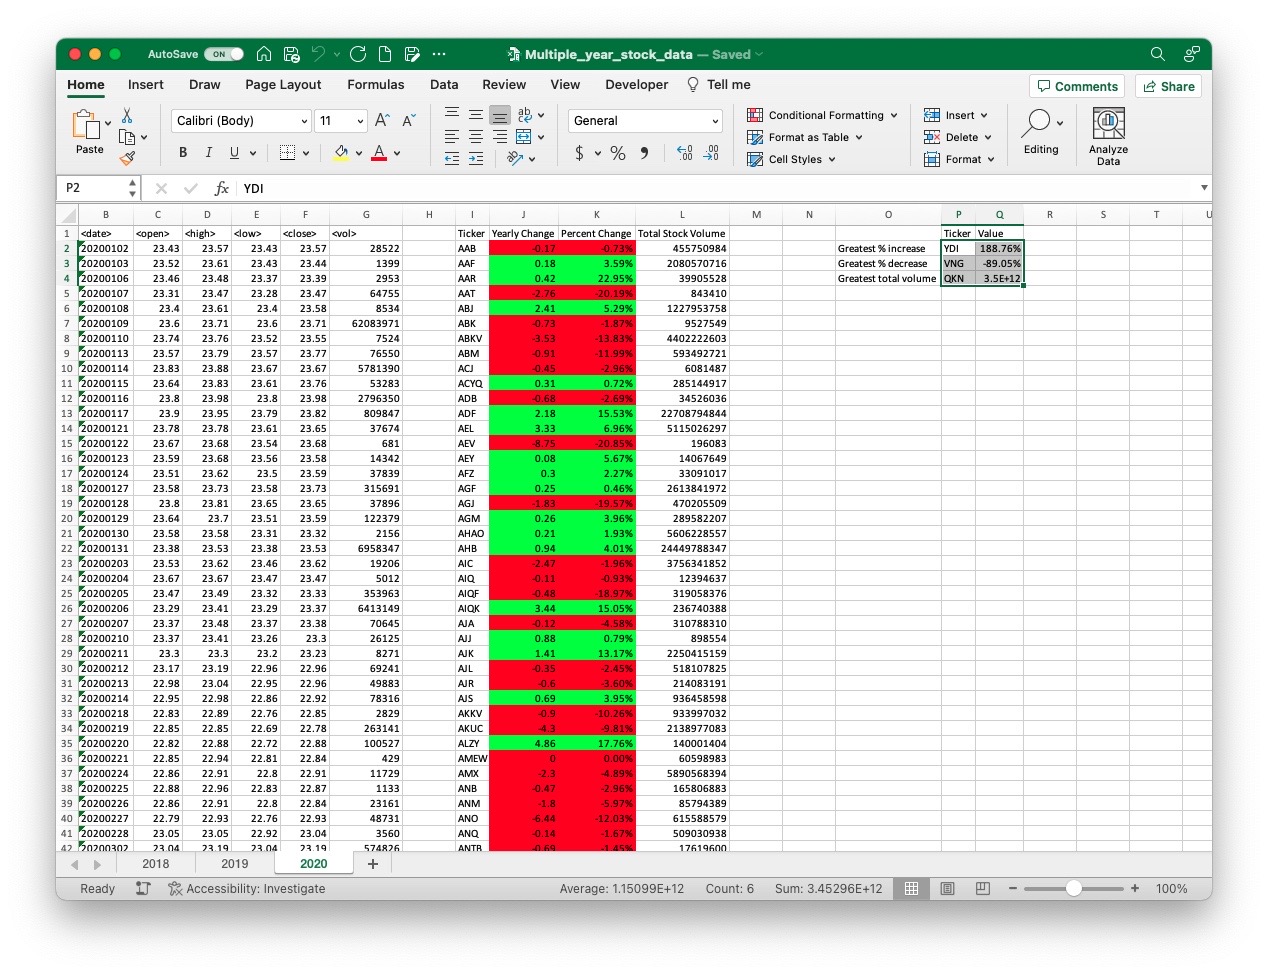 AutoSave ON Multiple_year_stock_data — Saved
Home Insert Draw Page Layout Formulas Data Review View Developer Tell me Comments Share
Paste Calibri (Body) 11 General Conditional Formatting Format as Table Cell Styles Insert Delete Format Editing Analyze Data
P2 fx YDI
B C D E F G H I J K L M N O P Q R S T U
1 <date> <open> <high> <low> <close> <vol> Ticker Yearly Change Percent Change Total Stock Volume Ticker Value
2 20200102 23.43 23.57 23.43 23.57 28522 AAB -0.17 -0.73% 455750984 Greatest % increase YDI 188.76%
3 20200103 23.52 23.61 23.43 23.44 1399 AAF 0.18 3.59% 2080570716 Greatest % decrease VNG -89.05%
4 20200106 23.46 23.48 23.37 23.39 2953 AAR 0.42 22.95% 39905528 Greatest total volume QKN 3.5E+12
5 20200107 23.31 23.47 23.28 23.47 64755 AAT -2.76 -20.19% 843410
6 20200108 23.4 23.61 23.4 23.58 8534 ABJ 2.41 5.29% 1227953758
7 20200109 23.6 23.71 23.6 23.71 62083971 ABK -0.73 -1.87% 9527549
8 20200110 23.74 23.76 23.52 23.55 7524 ABKV -3.53 -13.83% 4402222603
9 20200113 23.57 23.79 23.57 23.77 76550 ABM -0.91 -11.99% 593492721
10 20200114 23.83 23.88 23.67 23.67 5781390 ACJ -0.45 -2.96% 6081487
11 20200115 23.64 23.83 23.61 23.76 53283 ACYQ 0.31 0.72% 285144917
12 20200116 23.8 23.98 23.8 23.98 2796350 ADB -0.68 -2.69% 34526036
13 20200117 23.9 23.95 23.79 23.82 809847 ADF 2.18 15.53% 22708794844
14 20200121 23.78 23.78 23.61 23.65 37674 AEL 3.33 6.96% 5115026297
15 20200122 23.67 23.68 23.54 23.68 681 AEV -8.75 -20.85% 196083
16 20200123 23.59 23.68 23.56 23.58 14342 AEY 0.08 5.67% 14067649
17 20200124 23.51 23.62 23.5 23.59 37839 AFZ 0.3 2.27% 33091017
18 20200127 23.58 23.73 23.58 23.73 315691 AGF 0.25 0.46% 2613841972
19 20200128 23.8 23.81 23.65 23.65 37896 AGJ -1.83 -19.57% 470205509
20 20200129 23.64 23.7 23.51 23.59 122379 AGM 0.26 3.96% 289582207
21 20200130 23.58 23.58 23.31 23.32 2156 AHAO 0.21 1.93% 5606228557
22 20200131 23.38 23.53 23.38 23.53 6958347 AHB 0.94 4.01% 24449788347
23 20200203 23.53 23.62 23.46 23.62 19206 AIC -2.47 -1.96% 3756341852
24 20200204 23.67 23.67 23.47 23.47 5012 AIQ -0.11 -0.93% 12394637
25 20200205 23.47 23.49 23.32 23.33 353963 AIQF -0.48 -18.97% 319058376
26 20200206 23.29 23.41 23.29 23.37 6413149 AIQK 3.44 15.05% 236740388
27 20200207 23.37 23.48 23.37 23.38 70645 AJA -0.12 -4.58% 310788310
28 20200210 23.37 23.41 23.26 23.3 26125 AJJ 0.88 0.79% 898554
29 20200211 23.3 23.3 23.2 23.23 8271 AJK 1.41 13.17% 2250415159
30 20200212 23.17 23.19 22.96 22.96 69241 AJL -0.35 -2.45% 518107825
31 20200213 22.98 23.04 22.95 22.96 49883 AJR -0.6 -3.60% 214083191
32 20200214 22.95 22.98 22.86 22.92 78316 AJS 0.69 3.95% 936458598
33 20200218 22.83 22.89 22.76 22.85 2829 AKKV -0.9 -10.26% 933997032
34 20200219 22.85 22.85 22.69 22.78 263141 AKUC -4.3 -9.81% 2138977083
35 20200220 22.82 22.88 22.72 22.88 100527 ALZY 4.86 17.76% 140001404
36 20200221 22.85 22.94 22.81 22.84 429 AMEW 0 0.00% 60598983
37 20200224 22.86 22.91 22.8 22.91 11729 AMX -2.3 -4.89% 5890568394
38 20200225 22.88 22.96 22.83 22.87 1133 ANB -0.47 -2.96% 165806883
39 20200226 22.86 22.91 22.8 22.84 23161 ANM -1.8 -5.97% 85794389
40 20200227 22.79 22.93 22.76 22.93 48731 ANO -6.44 -12.03% 615588579
41 20200228 23.05 23.05 22.92 23.04 3560 ANQ -0.14 -1.67% 509030938
42 20200302 23.04 23.19 23.04 23.19 574826 ANTB -0.69 -1.45% 17619600
2018 2019 2020 +
Ready Accessibility: Investigate Average: 1.15099E+12 Count: 6 Sum: 3.45296E+12 100%